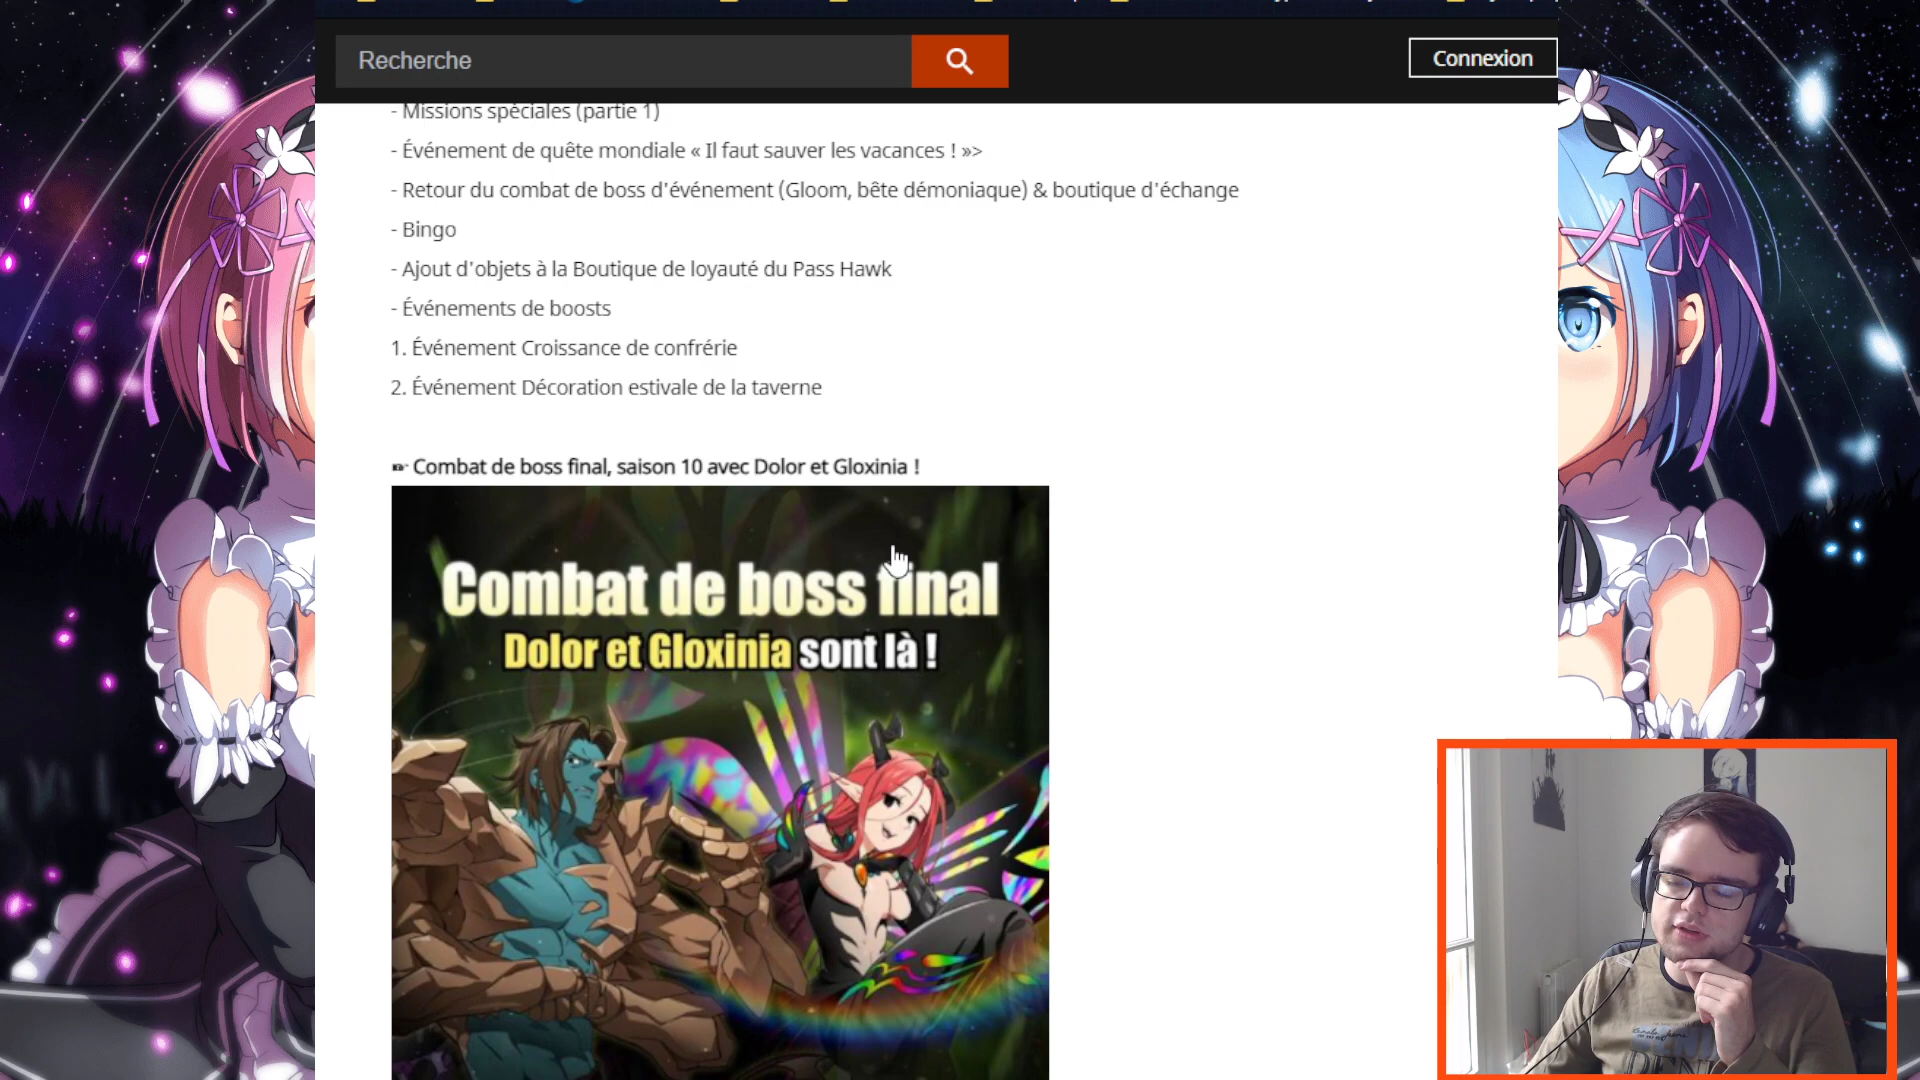 Recherche
Connexion
- Missions spéciales (partie 1)
- Événement de quête mondiale « Il faut sauver les vacances ! »>
- Retour du combat de boss d'événement (Gloom, bête démoniaque) & boutique d'échange
- Bingo
- Ajout d'objets à la Boutique de loyauté du Pass Hawk
- Événements de boosts
1. Événement Croissance de confrérie
2. Événement Décoration estivale de la taverne
Combat de boss final, saison 10 avec Dolor et Gloxinia !
Combat de boss final
Dolor et Gloxinia sont là !